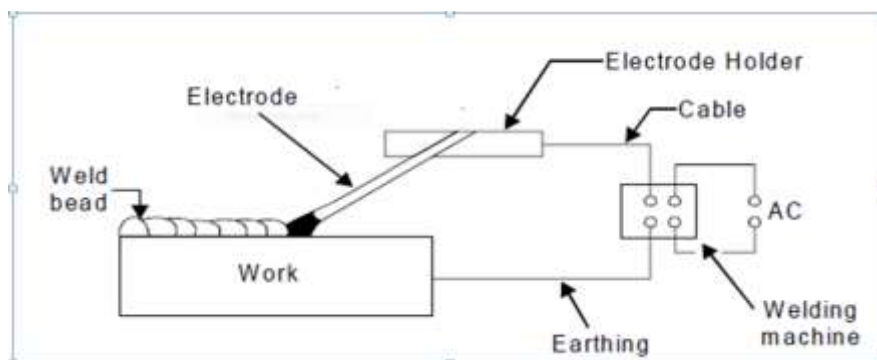 Electrode Holder
Electrode
Cable
Weld
bead
AC
Work
Welding
machine
Earthing